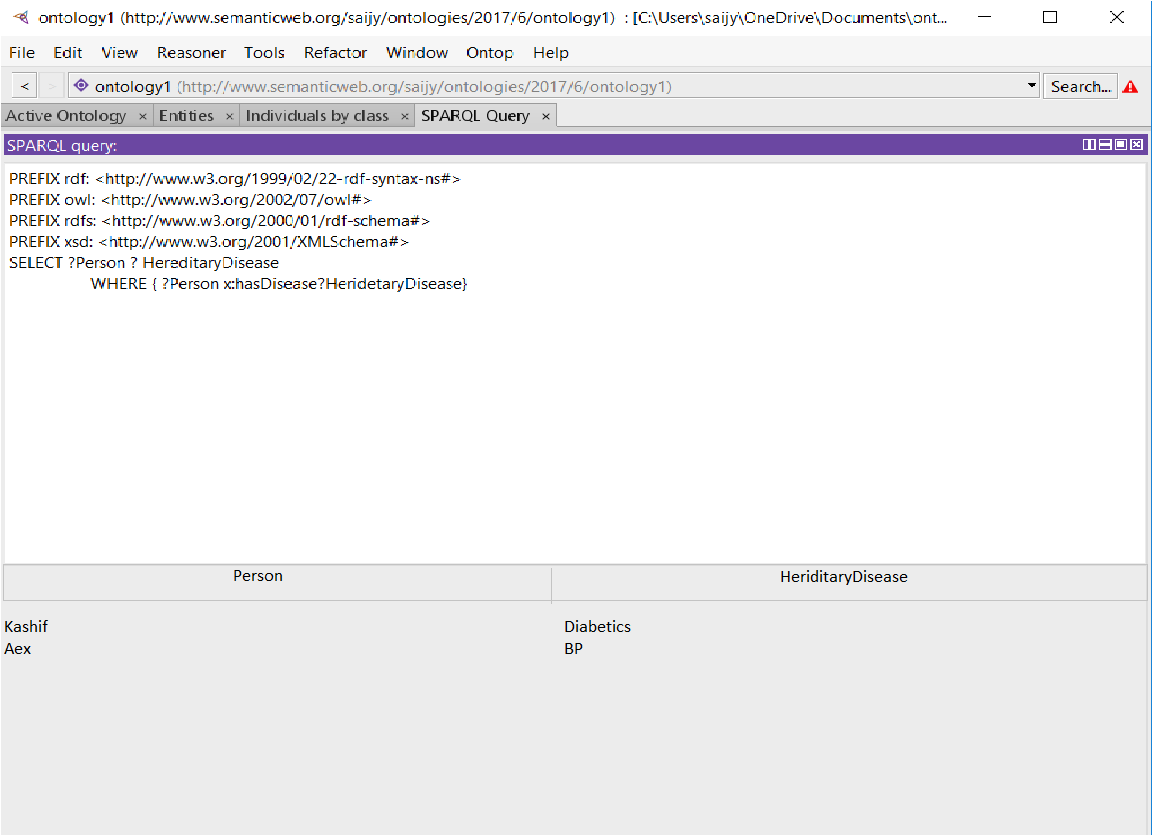 ontology1 (http://www.semanticweb.org/saijy/ontologies/2017/6/ontology1) : [C:\Users\saijy\OneDrive\Documents\ont...
File Edit View Reasoner Tools Refactor Window Ontop Help
< > ontology1 (http://www.semanticweb.org/saijy/ontologies/2017/6/ontology1) Search...
Active Ontology × Entities × Individuals by class × SPARQL Query ×
SPARQL query:
PREFIX rdf: <http://www.w3.org/1999/02/22-rdf-syntax-ns#>
PREFIX owl: <http://www.w3.org/2002/07/owl#>
PREFIX rdfs: <http://www.w3.org/2000/01/rdf-schema#>
PREFIX xsd: <http://www.w3.org/2001/XMLSchema#>
SELECT ?Person ? HereditaryDisease
WHERE { ?Person x:hasDisease?HeridetaryDisease}
Person HeriditaryDisease
Kashif Diabetics
Aex BP